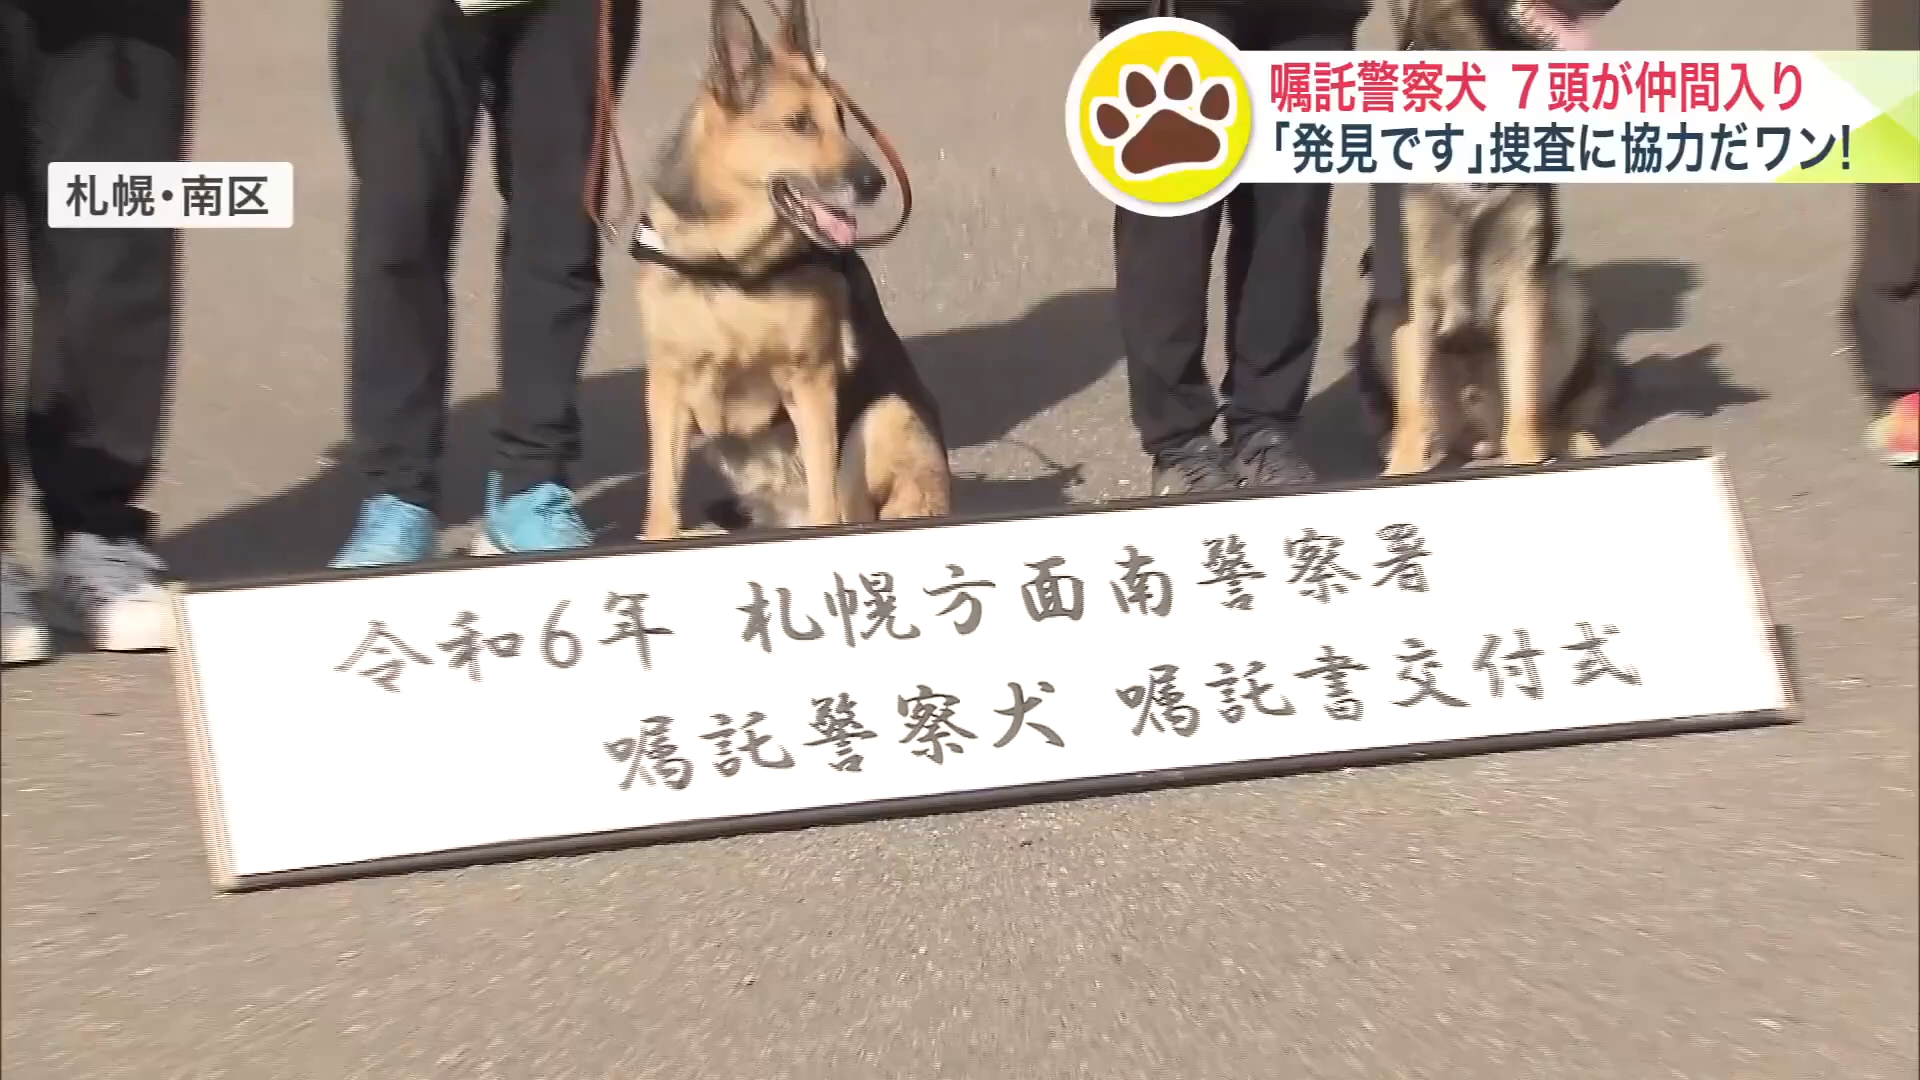 嘱託警察犬 7頭が仲間入り
「発見です」捜査に協力だワン!
札幌・南区
令和6年 札幌方面南警察署
嘱託警察犬 嘱託書交付式